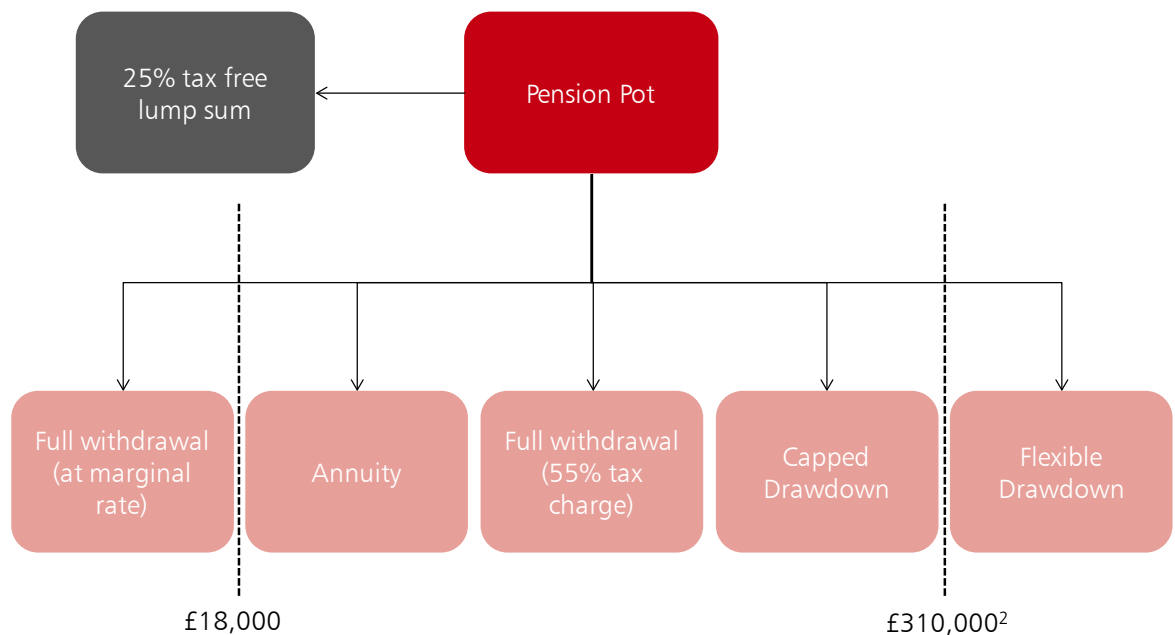 25% tax free
lump sum
Pension Pot
Full withdrawal
(at marginal
rate)
Annuity
Full withdrawal
(55% tax
charge)
Capped
Drawdown
Flexible
Drawdown
£18,000
£310,000²